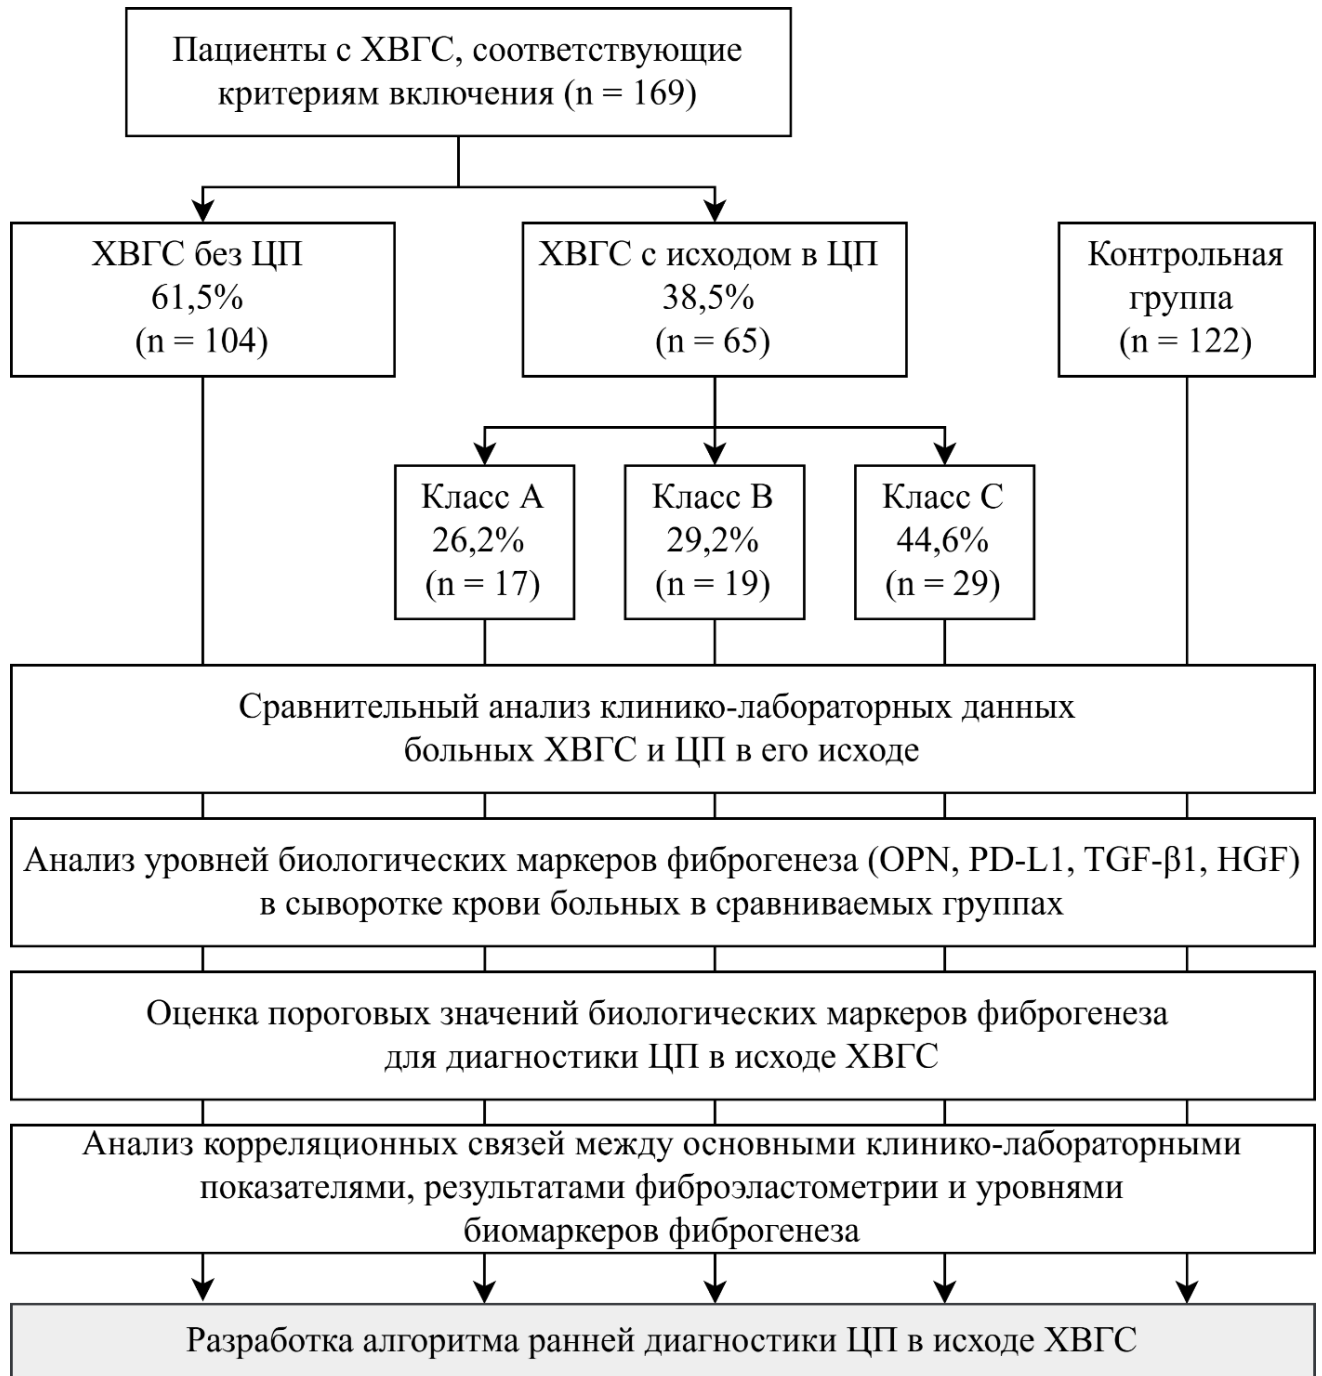 Пациенты с ХВГС, соответствующие
критериям включения (n = 169)
ХВГС без ЦП
61,5%
(n = 104)
ХВГС с исходом в ЦП
38,5%
(n = 65)
Контрольная
группа
(n = 122)
Класс A
26,2%
(n = 17)
Класс B
29,2%
(n = 19)
Класс C
44,6%
(n = 29)
Сравнительный анализ клинико-лабораторных данных
больных ХВГС и ЦП в его исходе
Анализ уровней биологических маркеров фиброгенеза (OPN, PD-L1, TGF-β1, HGF)
в сыворотке крови больных в сравниваемых группах
Оценка пороговых значений биологических маркеров фиброгенеза
для диагностики ЦП в исходе ХВГС
Анализ корреляционных связей между основными клинико-лабораторными
показателями, результатами фиброэластометрии и уровнями
биомаркеров фиброгенеза
Разработка алгоритма ранней диагностики ЦП в исходе ХВГС